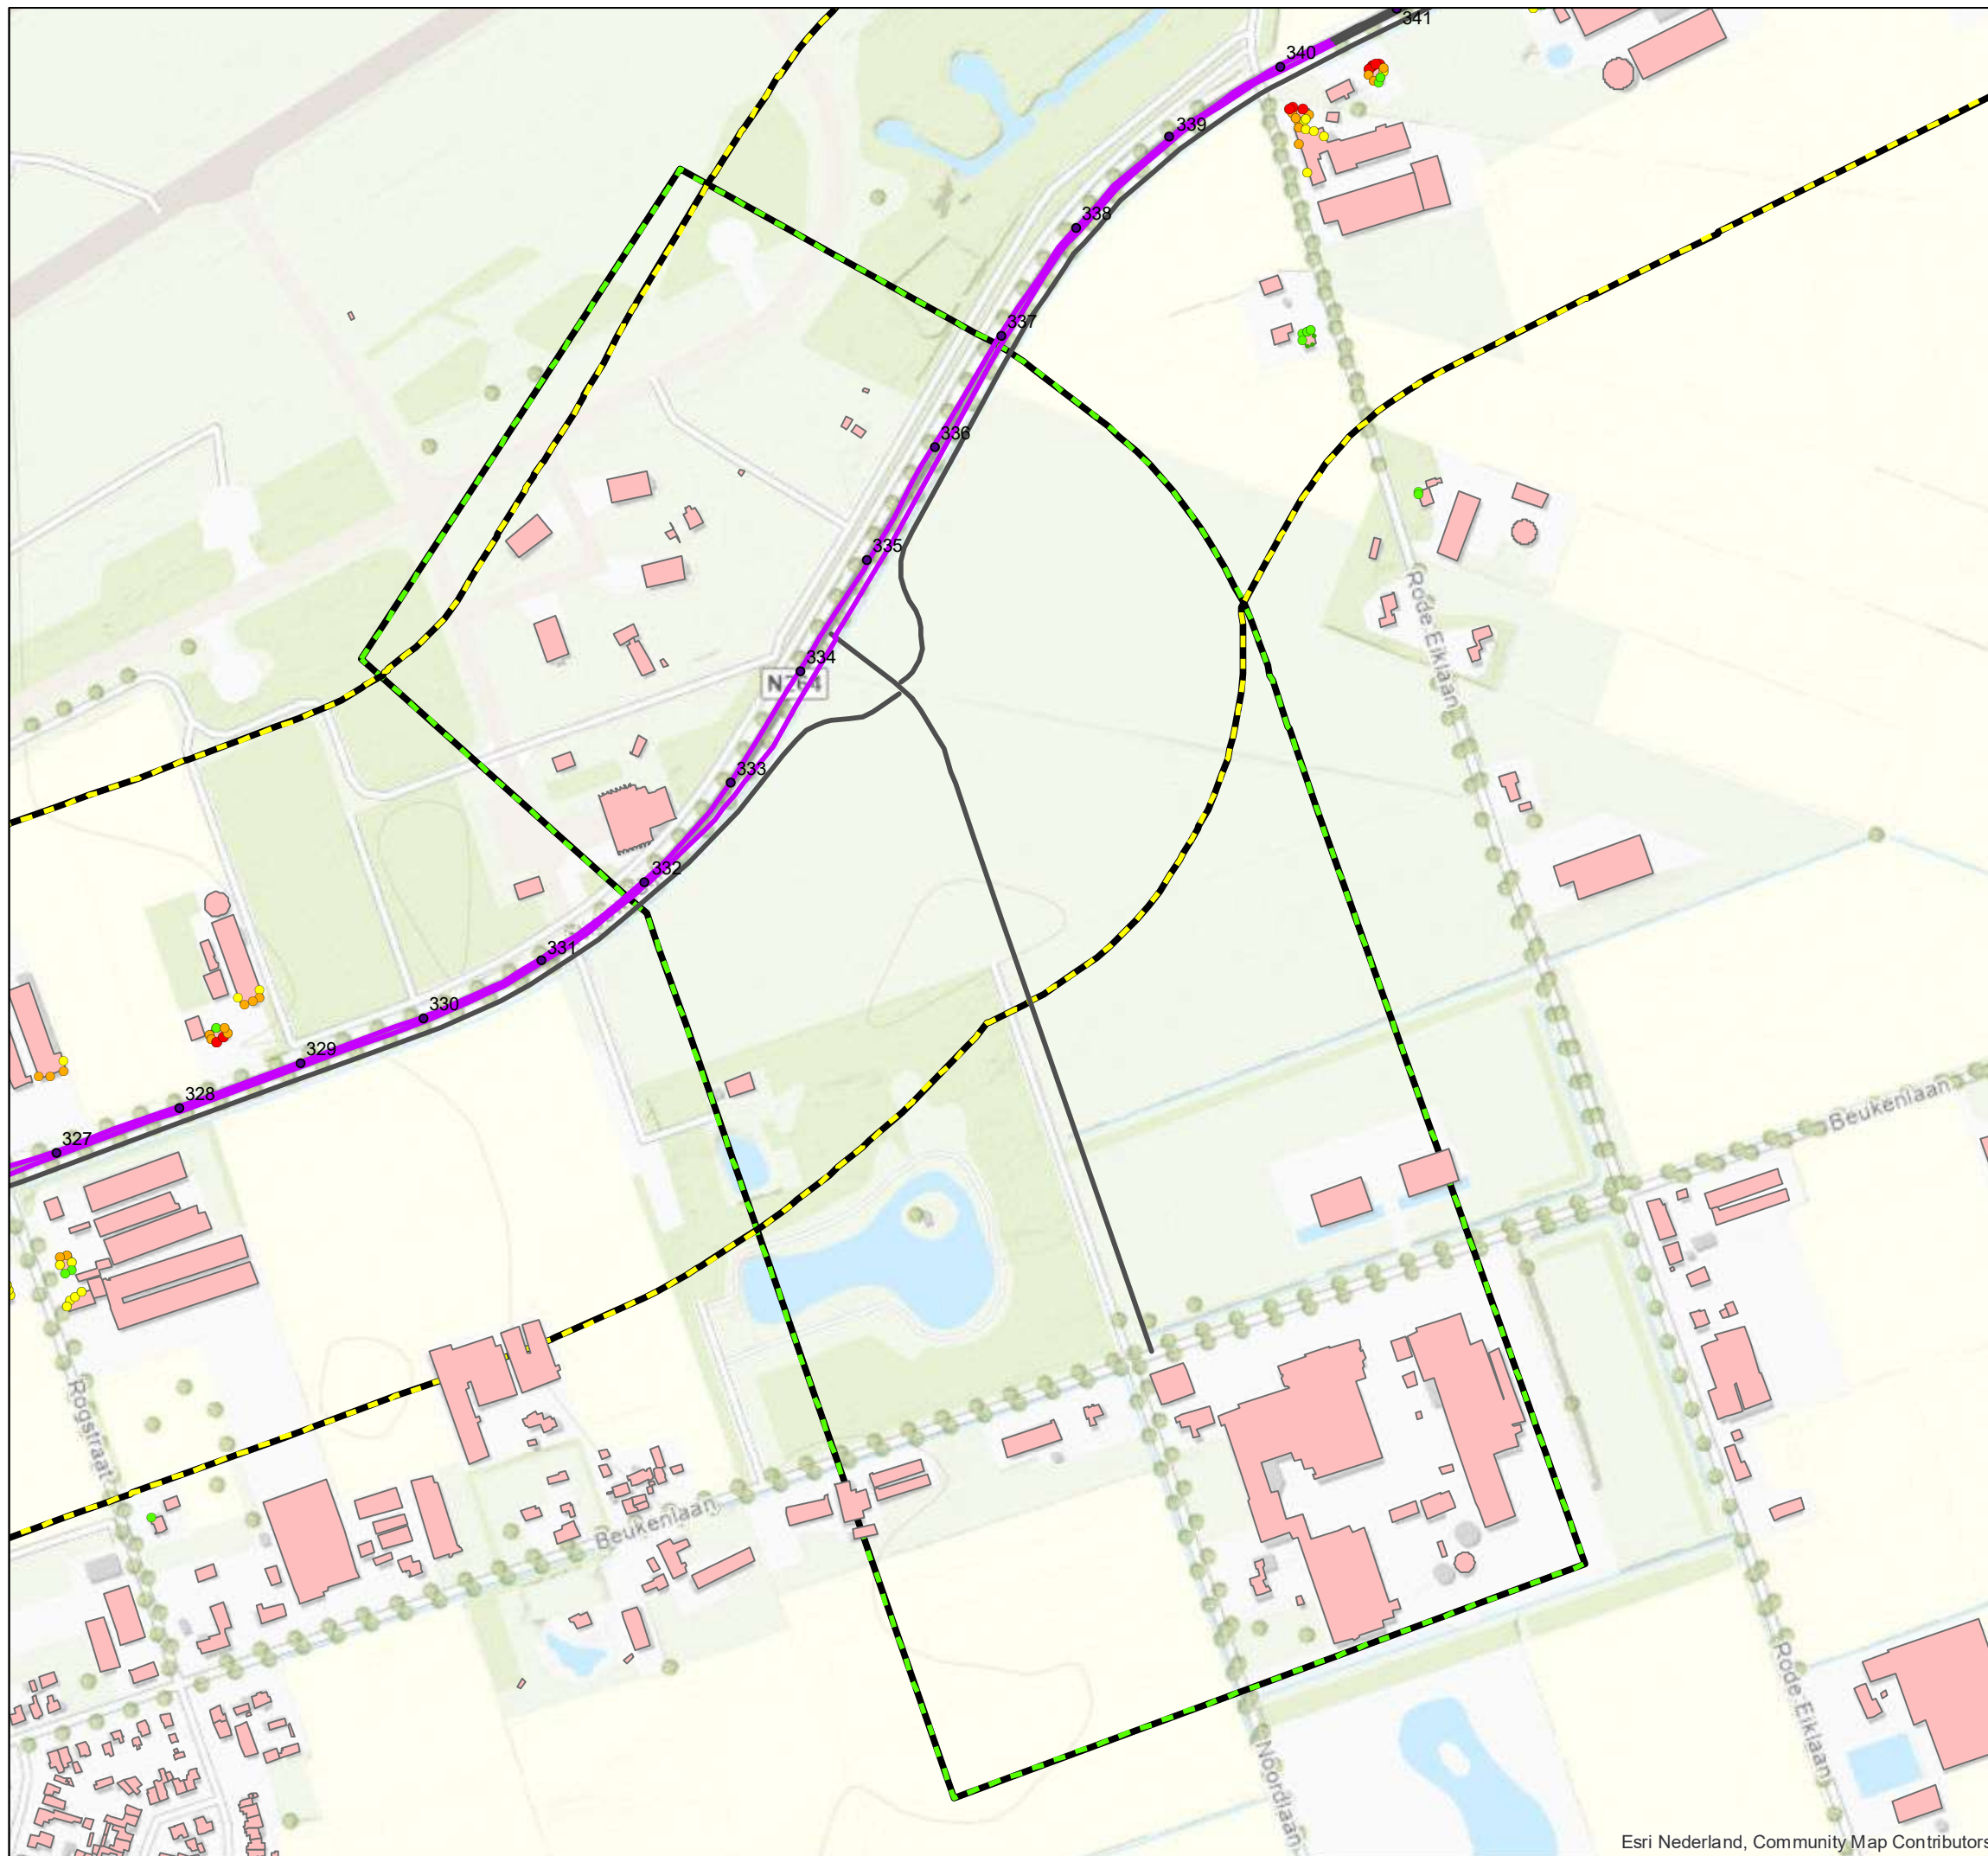 341
340
339
338
337
336
335
334
N264
333
332
331
330
329
328
327
Rode Eiklaan
Beukenlaan
Rogstraat
Beukenlaan
Rode Eiklaan
Noordlaan
Esri Nederland, Community Map Contributors